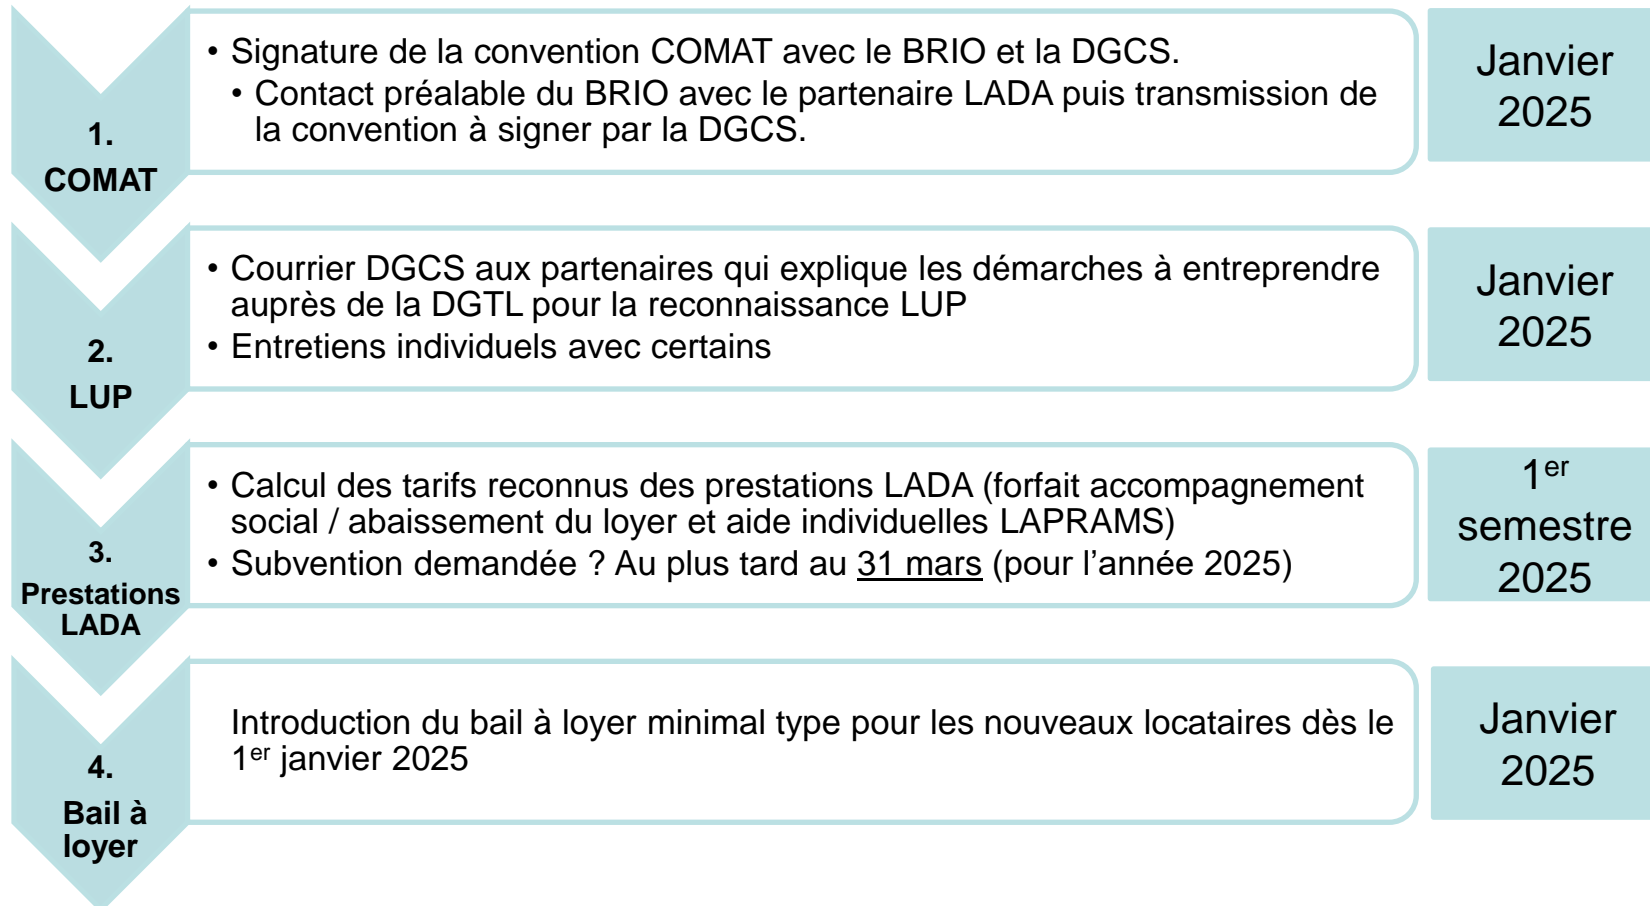 1.
COMAT
• Signature de la convention COMAT avec le BRIO et la DGCS.
• Contact préalable du BRIO avec le partenaire LADA puis transmission de
la convention à signer par la DGCS.
Janvier
2025
2.
LUP
• Courrier DGCS aux partenaires qui explique les démarches à entreprendre
auprès de la DGTL pour la reconnaissance LUP
• Entretiens individuels avec certains
Janvier
2025
3.
Prestations
LADA
• Calcul des tarifs reconnus des prestations LADA (forfait accompagnement
social / abaissement du loyer et aide individuelles LAPRAMS)
• Subvention demandée ? Au plus tard au 31 mars (pour l’année 2025)
1er
semestre
2025
4.
Bail à
loyer
Introduction du bail à loyer minimal type pour les nouveaux locataires dès le
1er janvier 2025
Janvier
2025